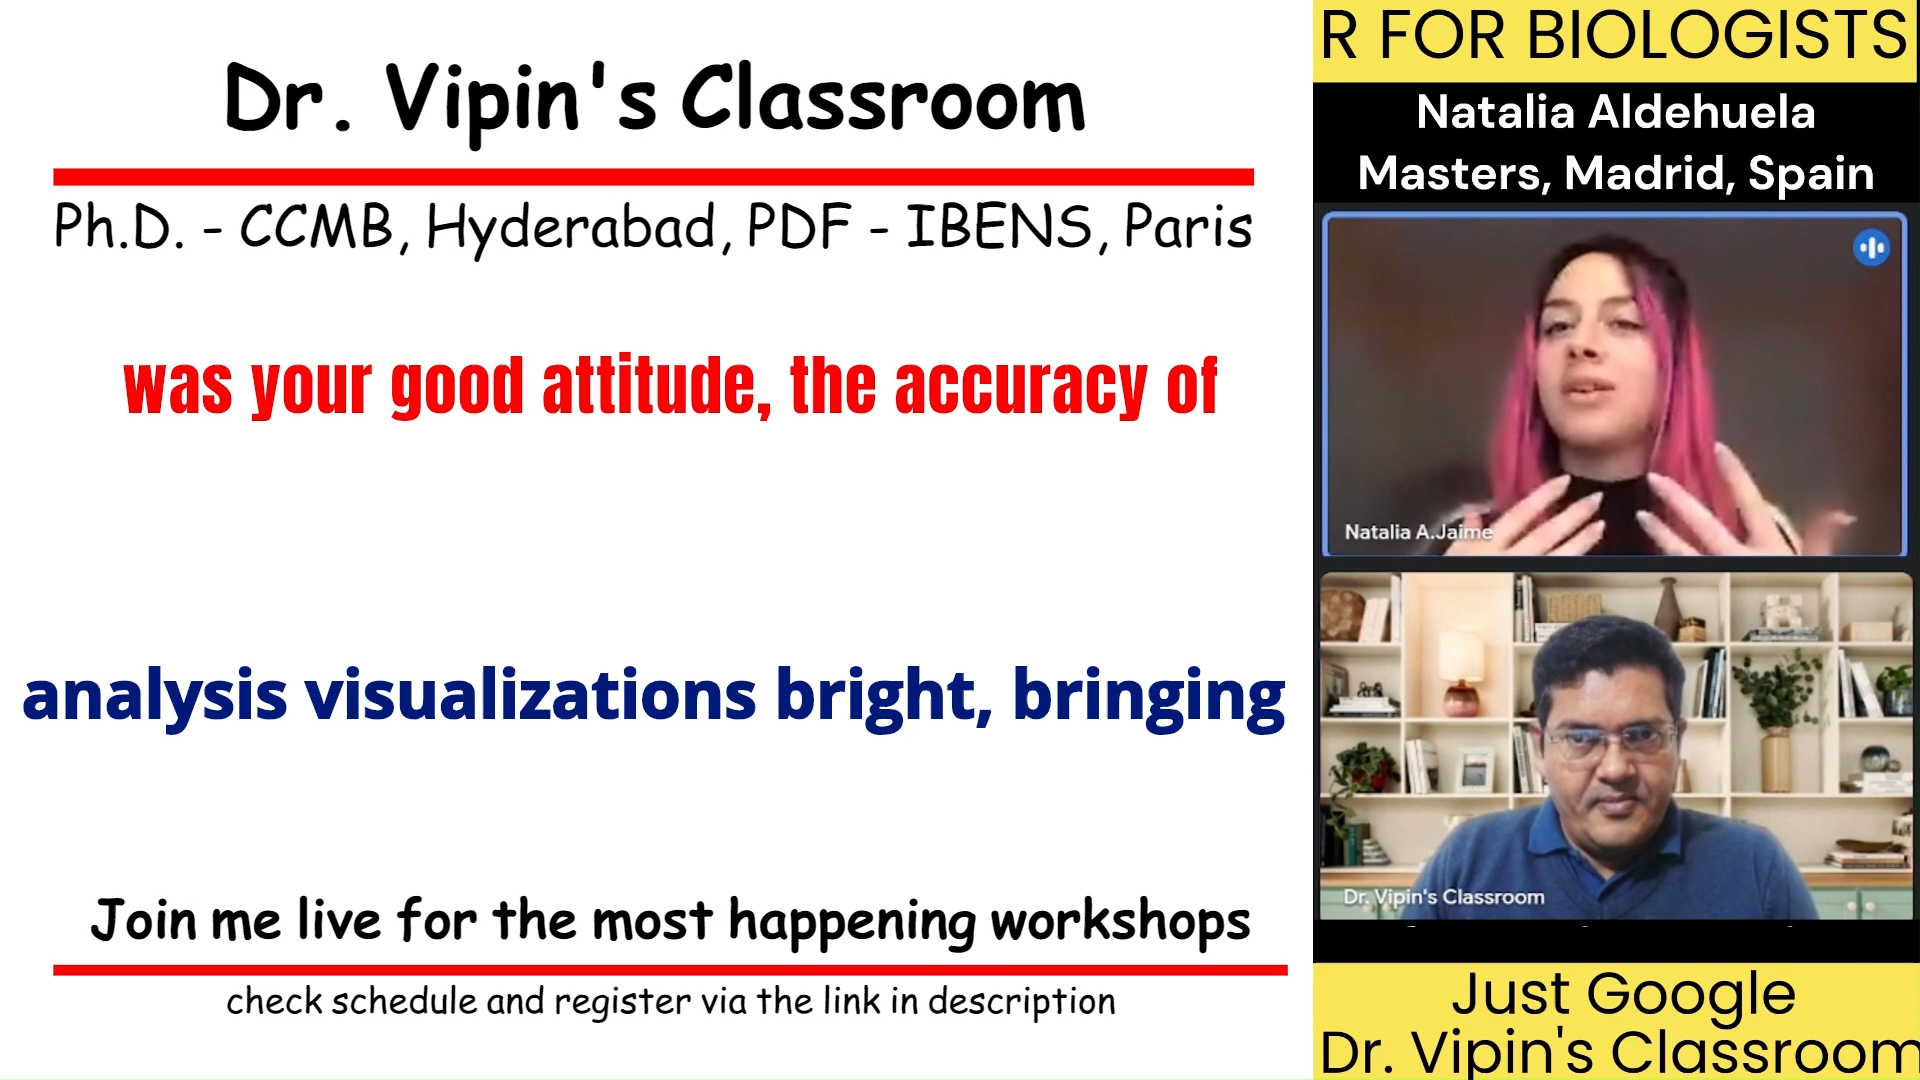 Dr. Vipin's Classroom
Ph.D. - CCMB, Hyderabad, PDF - IBENS, Paris
was your good attitude, the accuracy of
analysis visualizations bright, bringing
Join me live for the most happening workshops
check schedule and register via the link in description
R FOR BIOLOGISTS
Natalia Aldehuela
Masters, Madrid, Spain
Natalia A.Jaime
Dr. Vipin's Classroom
Just Google
Dr. Vipin's Classroom